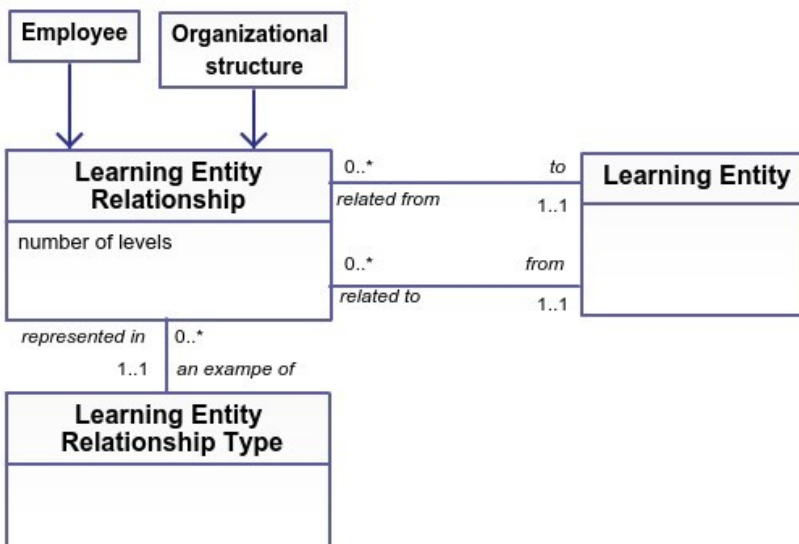 Employee
Organizational
structure
Learning Entity
Relationship
number of levels
0..*
to
related from
1..1
0..*
from
related to
1..1
Learning Entity
represented in
0..*
1..1
an exampe of
Learning Entity
Relationship Type